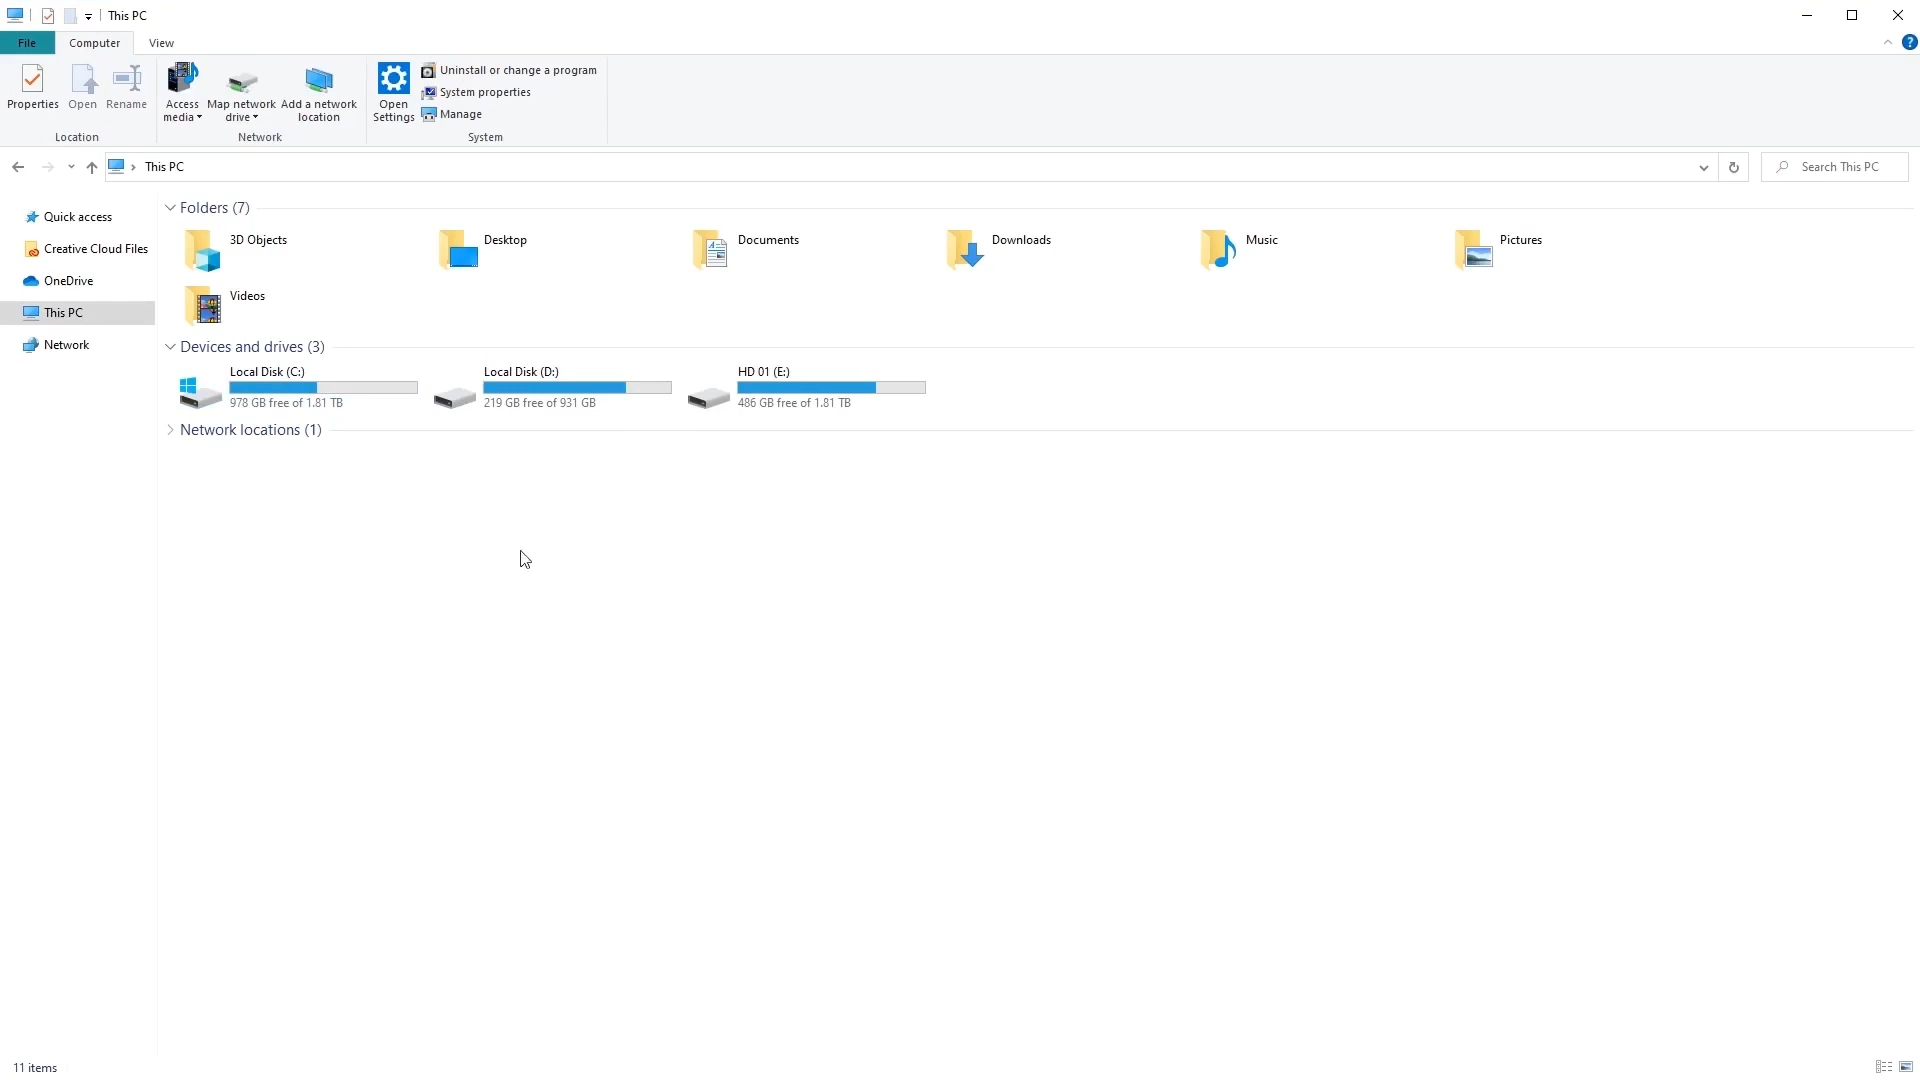 This PC
File Computer View
Properties Open Rename Access media Map network drive Add a network location Open Settings Uninstall or change a program
System properties
Manage
Location Network System
This PC Search This PC
Quick access
Creative Cloud Files
OneDrive
This PC
Network
Folders (7)
3D Objects Desktop Documents Downloads Music Pictures
Videos
Devices and drives (3)
Local Disk (C:) Local Disk (D:) HD 01 (E:)
978 GB free of 1.81 TB 219 GB free of 931 GB 486 GB free of 1.81 TB
Network locations (1)
11 items